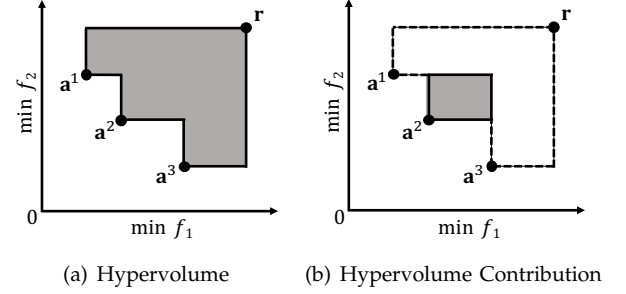 r
a¹
a²
a³
min f₂
0
min f₁
(a) Hypervolume
r
a¹
a²
a³
min f₂
0
min f₁
(b) Hypervolume Contribution